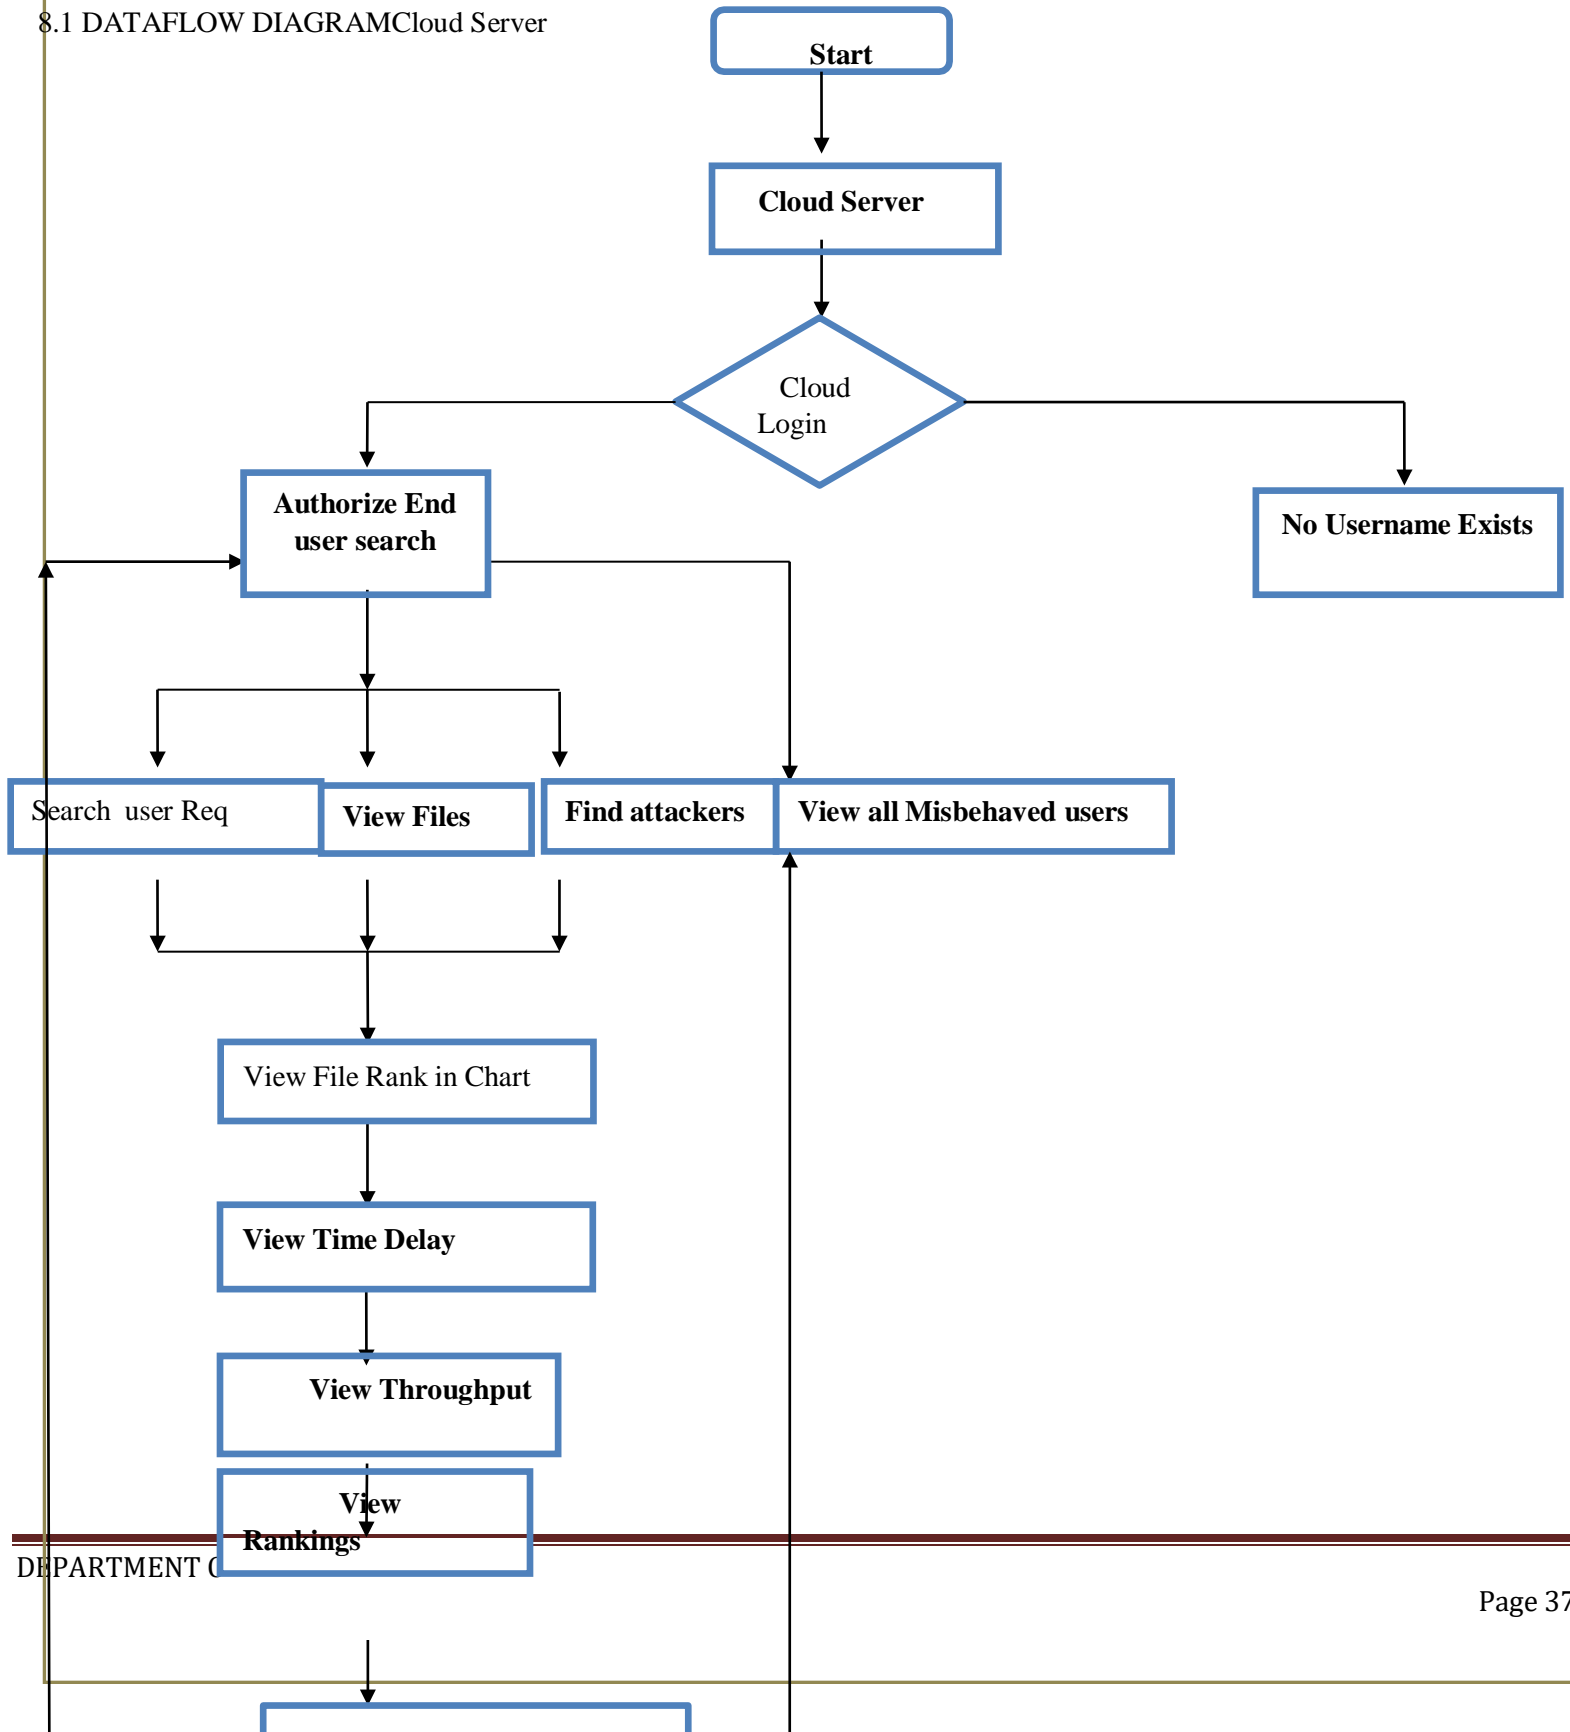 8.1 DATAFLOW DIAGRAMCloud Server
Start
Cloud Server
Cloud
Login
Authorize End
user search
No Username Exists
Search user Req
View Files
Find attackers
View all Misbehaved users
View File Rank in Chart
View Time Delay
View Throughput
View
Rankings
DEPARTMENT
Page 37